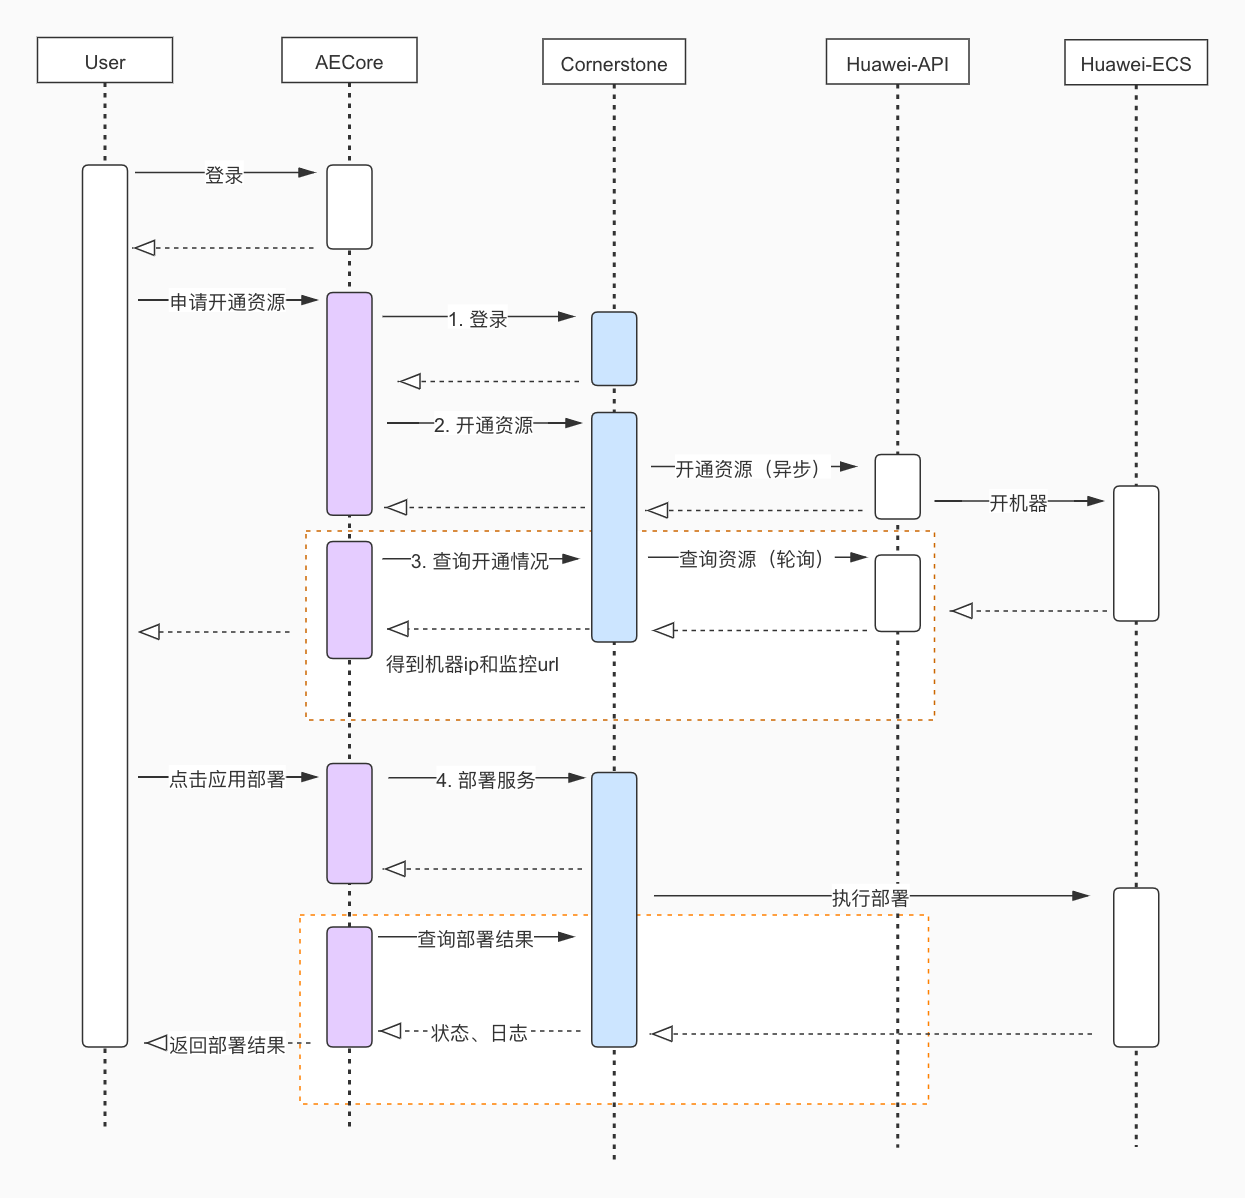 User
AECore
Cornerstone
Huawei-API
Huawei-ECS
登录
申请开通资源
1. 登录
2. 开通资源
开通资源（异步）
开机器
3. 查询开通情况
查询资源（轮询）
得到机器ip和监控url
点击应用部署
4. 部署服务
执行部署
查询部署结果
状态、日志
返回部署结果